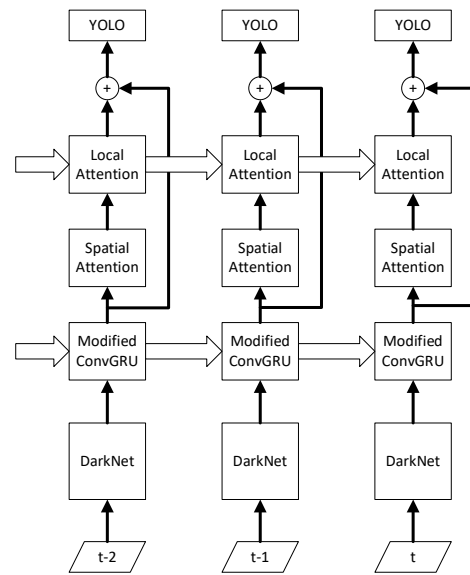 YOLO YOLO YOLO
+ + +
Local Attention Local Attention Local Attention
Spatial Attention Spatial Attention Spatial Attention
Modified ConvGRU Modified ConvGRU Modified ConvGRU
DarkNet DarkNet DarkNet
t-2 t-1 t